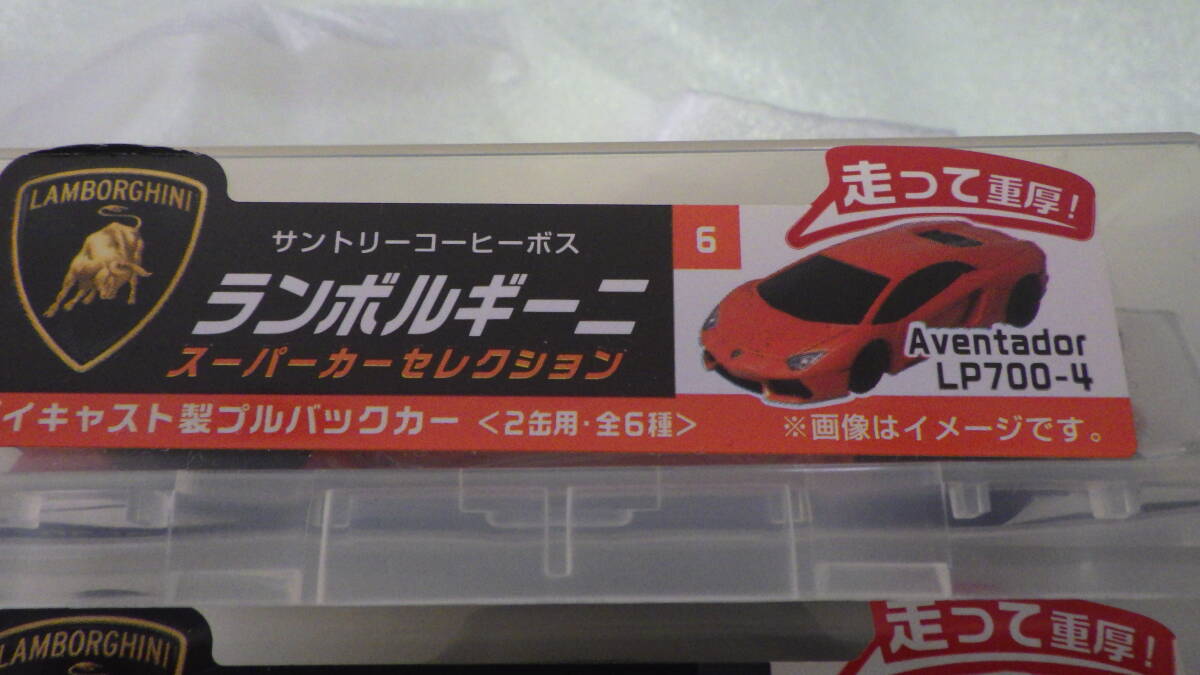 LAMBORGHINI
サントリーコーヒーボス
ランボルギーニ
スーパーカーセレクション
6
走って重厚!
Aventador
LP700-4
イキャスト製プルバックカー <2缶用・全6種>
※画像はイメージです。
LAMBORGHINI
走って重厚!